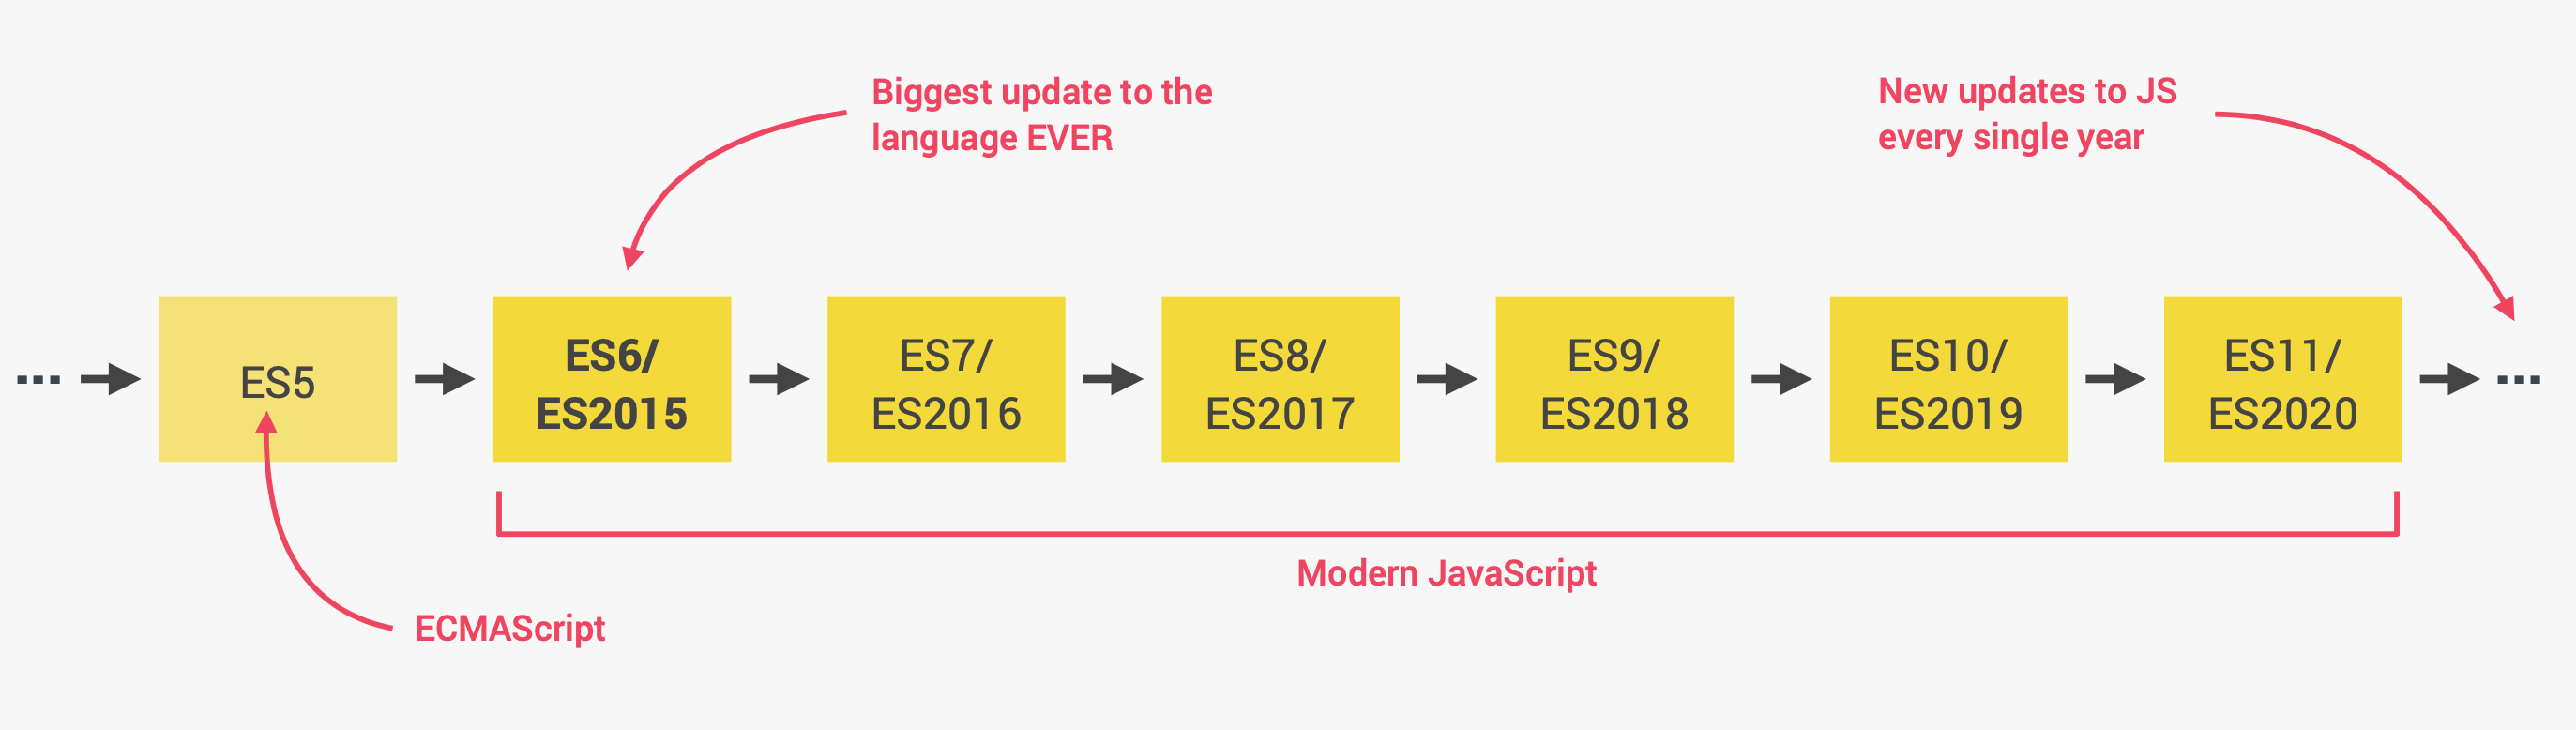 Biggest update to the
language EVER
New updates to JS
every single year
... ES5
ES6/
ES2015
ES7/
ES2016
ES8/
ES2017
ES9/
ES2018
ES10/
ES2019
ES11/
ES2020
...
Modern JavaScript
ECMAScript